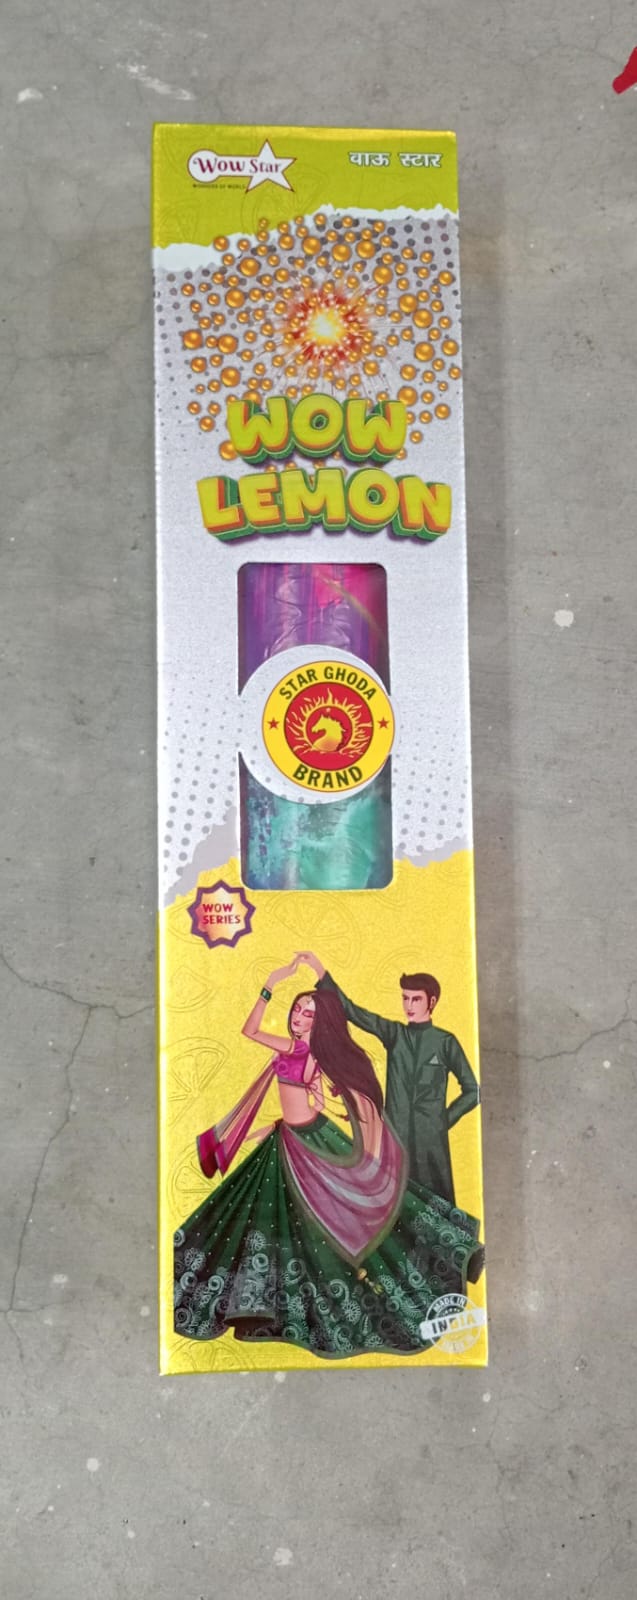 Wow Star
WONDERS OF WORLD
वाऊ स्टार
WOW
LEMON
STAR GHODA
BRAND
WOW
SERIES
MADE IN
INDIA